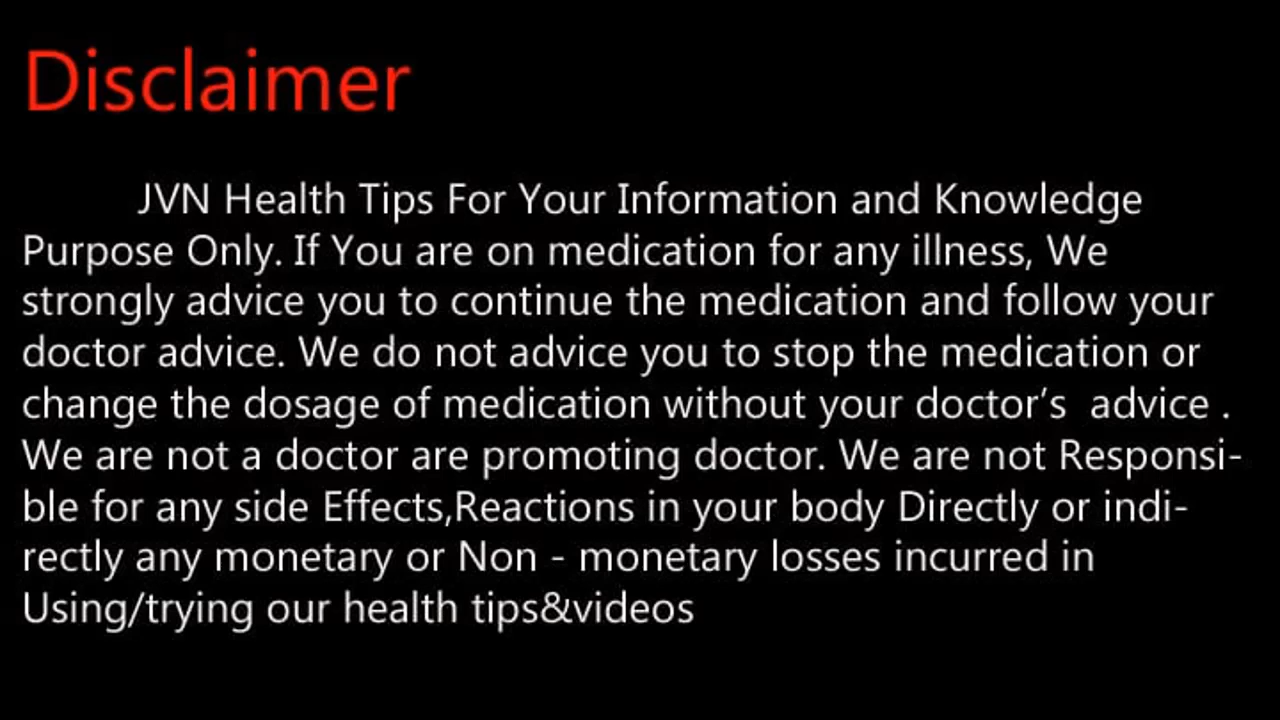 Disclaimer
JVN Health Tips For Your Information and Knowledge
Purpose Only. If You are on medication for any illness, We
strongly advice you to continue the medication and follow your
doctor advice. We do not advice you to stop the medication or
change the dosage of medication without your doctor’s  advice .
We are not a doctor are promoting doctor. We are not Responsi-
ble for any side Effects,Reactions in your body Directly or indi-
rectly any monetary or Non - monetary losses incurred in
Using/trying our health tips&videos